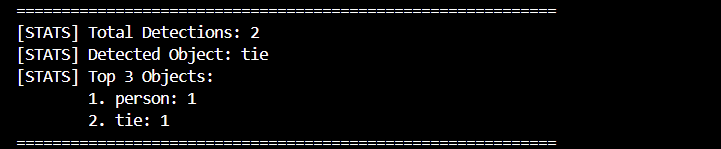 ============================================================
[STATS] Total Detections: 2
[STATS] Detected Object: tie
[STATS] Top 3 Objects:
        1. person: 1
        2. tie: 1
============================================================